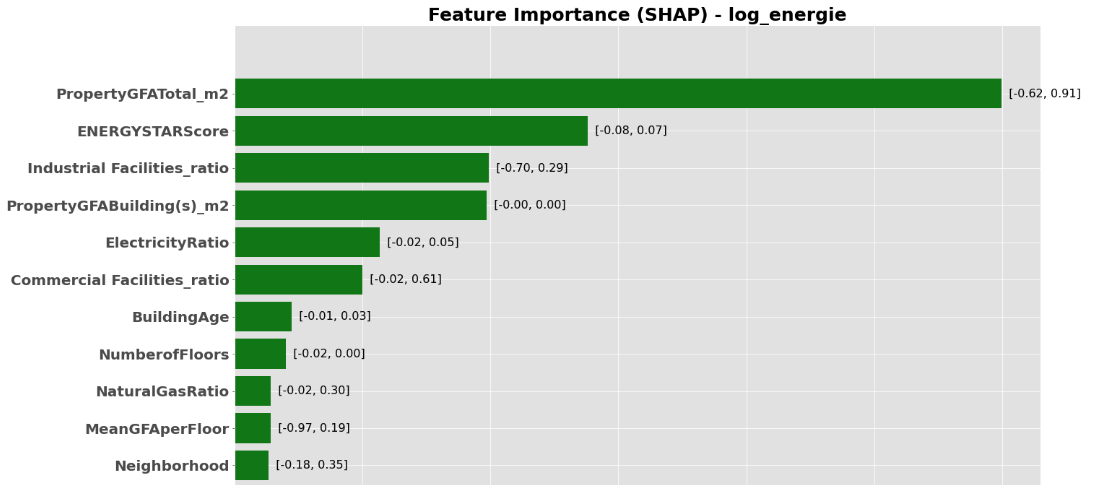 Feature Importance (SHAP) - log_energie
PropertyGFATotal_m2 [-0.62, 0.91]
ENERGYSTARScore [-0.08, 0.07]
Industrial Facilities_ratio [-0.70, 0.29]
PropertyGFABuilding(s)_m2 [-0.00, 0.00]
ElectricityRatio [-0.02, 0.05]
Commercial Facilities_ratio [-0.02, 0.61]
BuildingAge [-0.01, 0.03]
NumberofFloors [-0.02, 0.00]
NaturalGasRatio [-0.02, 0.30]
MeanGFAperFloor [-0.97, 0.19]
Neighborhood [-0.18, 0.35]